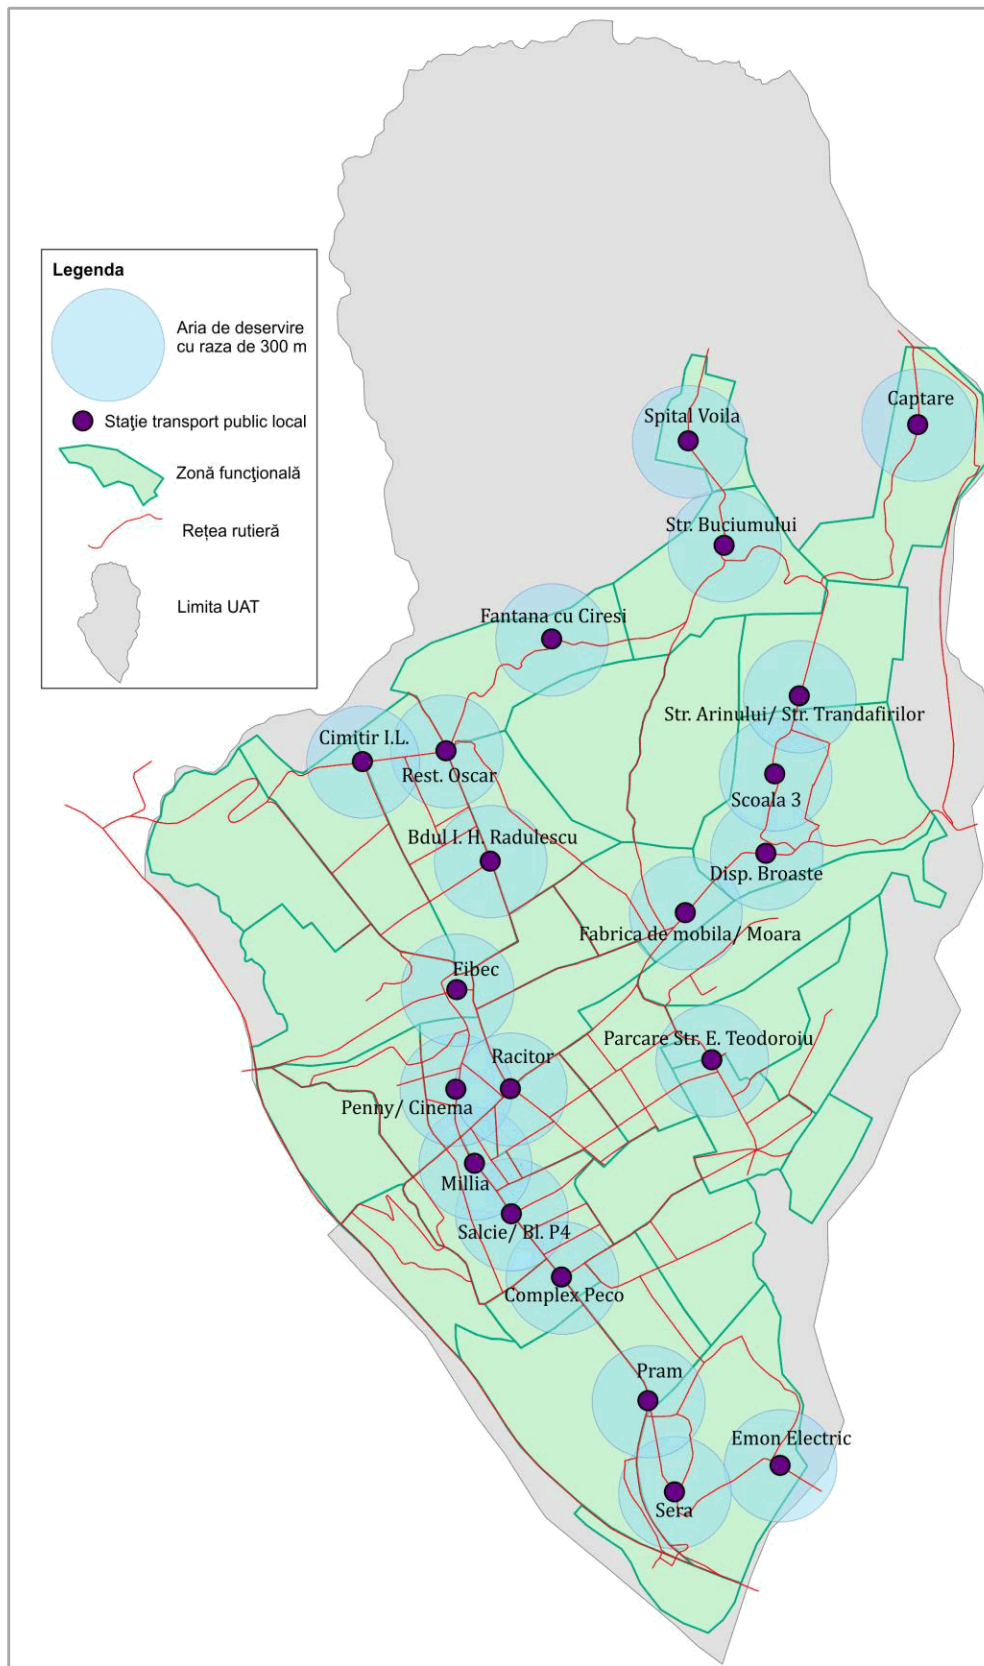 Legenda
Aria de deservire
cu raza de 300 m
Staţie transport public local
Zonă funcţională
Reţea rutieră
Limita UAT
Captare
Spital Voila
Str. Buciumului
Fantana cu Ciresi
Str. Arinului/ Str. Trandafirilor
Cimitir I.L.
Rest. Oscar
Scoala 3
Bdul I. H. Radulescu
Disp. Broaste
Fabrica de mobila/ Moara
Eibec
Parcare Str. E. Teodoroiu
Racitor
Penny/ Cinema
Millia
Salcie/ Bl. P4
Complex Peco
Pram
Emon Electric
Sera